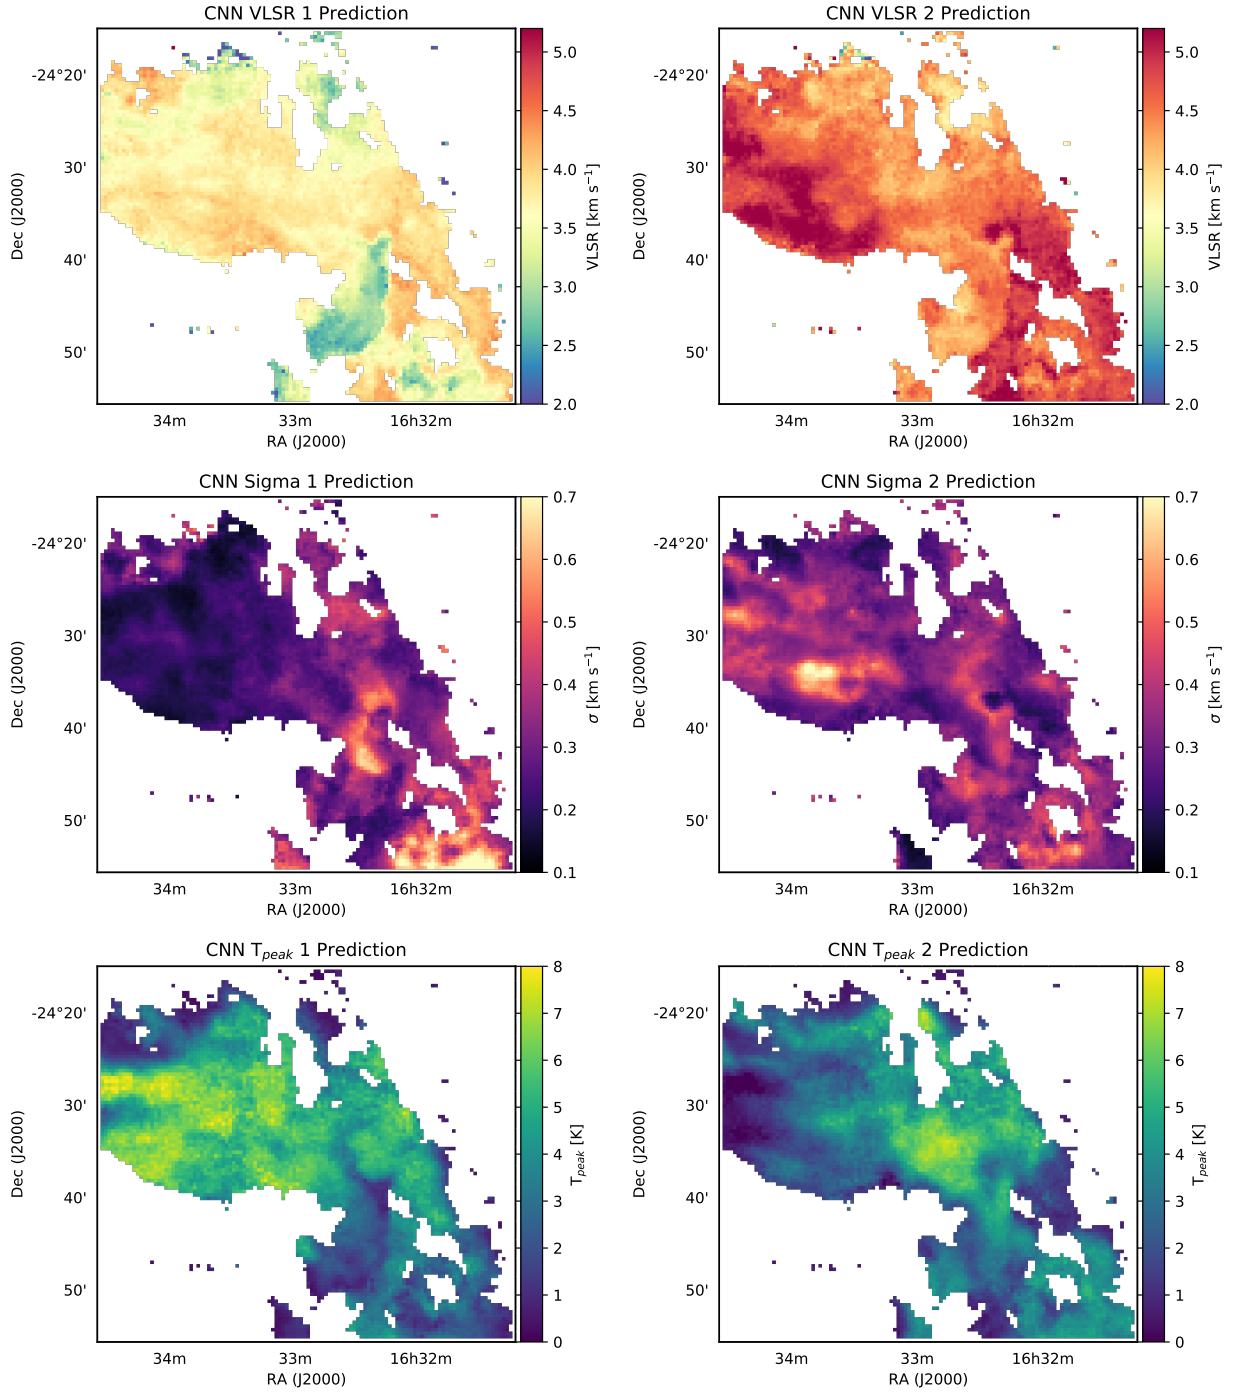 CNN VLSR 1 Prediction
CNN VLSR 2 Prediction
-24°20'
30'
40'
50'
Dec (J2000)
34m
33m
16h32m
RA (J2000)
5.0
4.5
4.0
3.5
3.0
2.5
2.0
VLSR [km s⁻¹]
-24°20'
30'
40'
50'
Dec (J2000)
34m
33m
16h32m
RA (J2000)
5.0
4.5
4.0
3.5
3.0
2.5
2.0
VLSR [km s⁻¹]
CNN Sigma 1 Prediction
CNN Sigma 2 Prediction
-24°20'
30'
40'
50'
Dec (J2000)
34m
33m
16h32m
RA (J2000)
0.7
0.6
0.5
0.4
0.3
0.2
0.1
σ [km s⁻¹]
-24°20'
30'
40'
50'
Dec (J2000)
34m
33m
16h32m
RA (J2000)
0.7
0.6
0.5
0.4
0.3
0.2
0.1
σ [km s⁻¹]
CNN T_peak 1 Prediction
CNN T_peak 2 Prediction
-24°20'
30'
40'
50'
Dec (J2000)
34m
33m
16h32m
RA (J2000)
8
7
6
5
4
3
2
1
0
T_peak [K]
-24°20'
30'
40'
50'
Dec (J2000)
34m
33m
16h32m
RA (J2000)
8
7
6
5
4
3
2
1
0
T_peak [K]